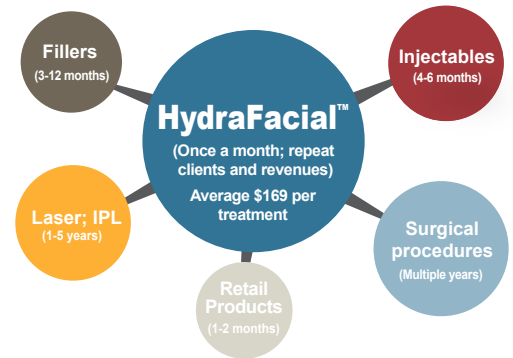 Fillers
(3-12 months)
Injectables
(4-6 months)
HydraFacial™
(Once a month; repeat
clients and revenues)
Average $169 per
treatment
Laser; IPL
(1-5 years)
Surgical
procedures
(Multiple years)
Retail
Products
(1-2 months)